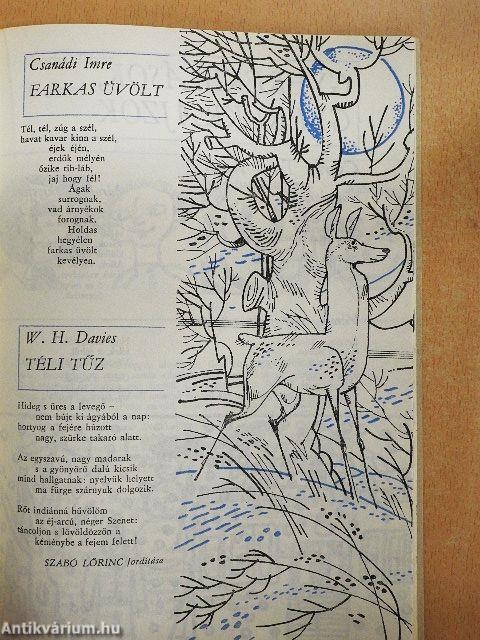 Csanádi Imre
FARKAS ÜVÖLT
Tél, tél, zúg a szél,
havat kavar kinn a szél,
éjek éjén,
erdők mélyén
őzike rib-láb,
jaj hogy fél!
Ágak
surrognak,
vad árnyékok
forognak.
Holdas
hegyélen
farkas üvölt
kevélyen.
W. H. Davies
TÉLI TŰZ
Hideg s üres a levegő –
nem bújt ki ágyából a nap:
hortyog a fejére húzott
nagy, szürke takaró alatt.
Az egyszavú, nagy madarak
s a gyönyörű dalú kicsik
mind hallgatnak: nyelvük helyett
ma fürge szárnyuk dolgozik.
Rőt indiánná hűvölöm
az éj-arcú, néger Szenet:
táncoljon s lövöldözzön a
kéménybe a fejem felett!
SZABÓ LŐRINC fordítása
Antikvárium.hu